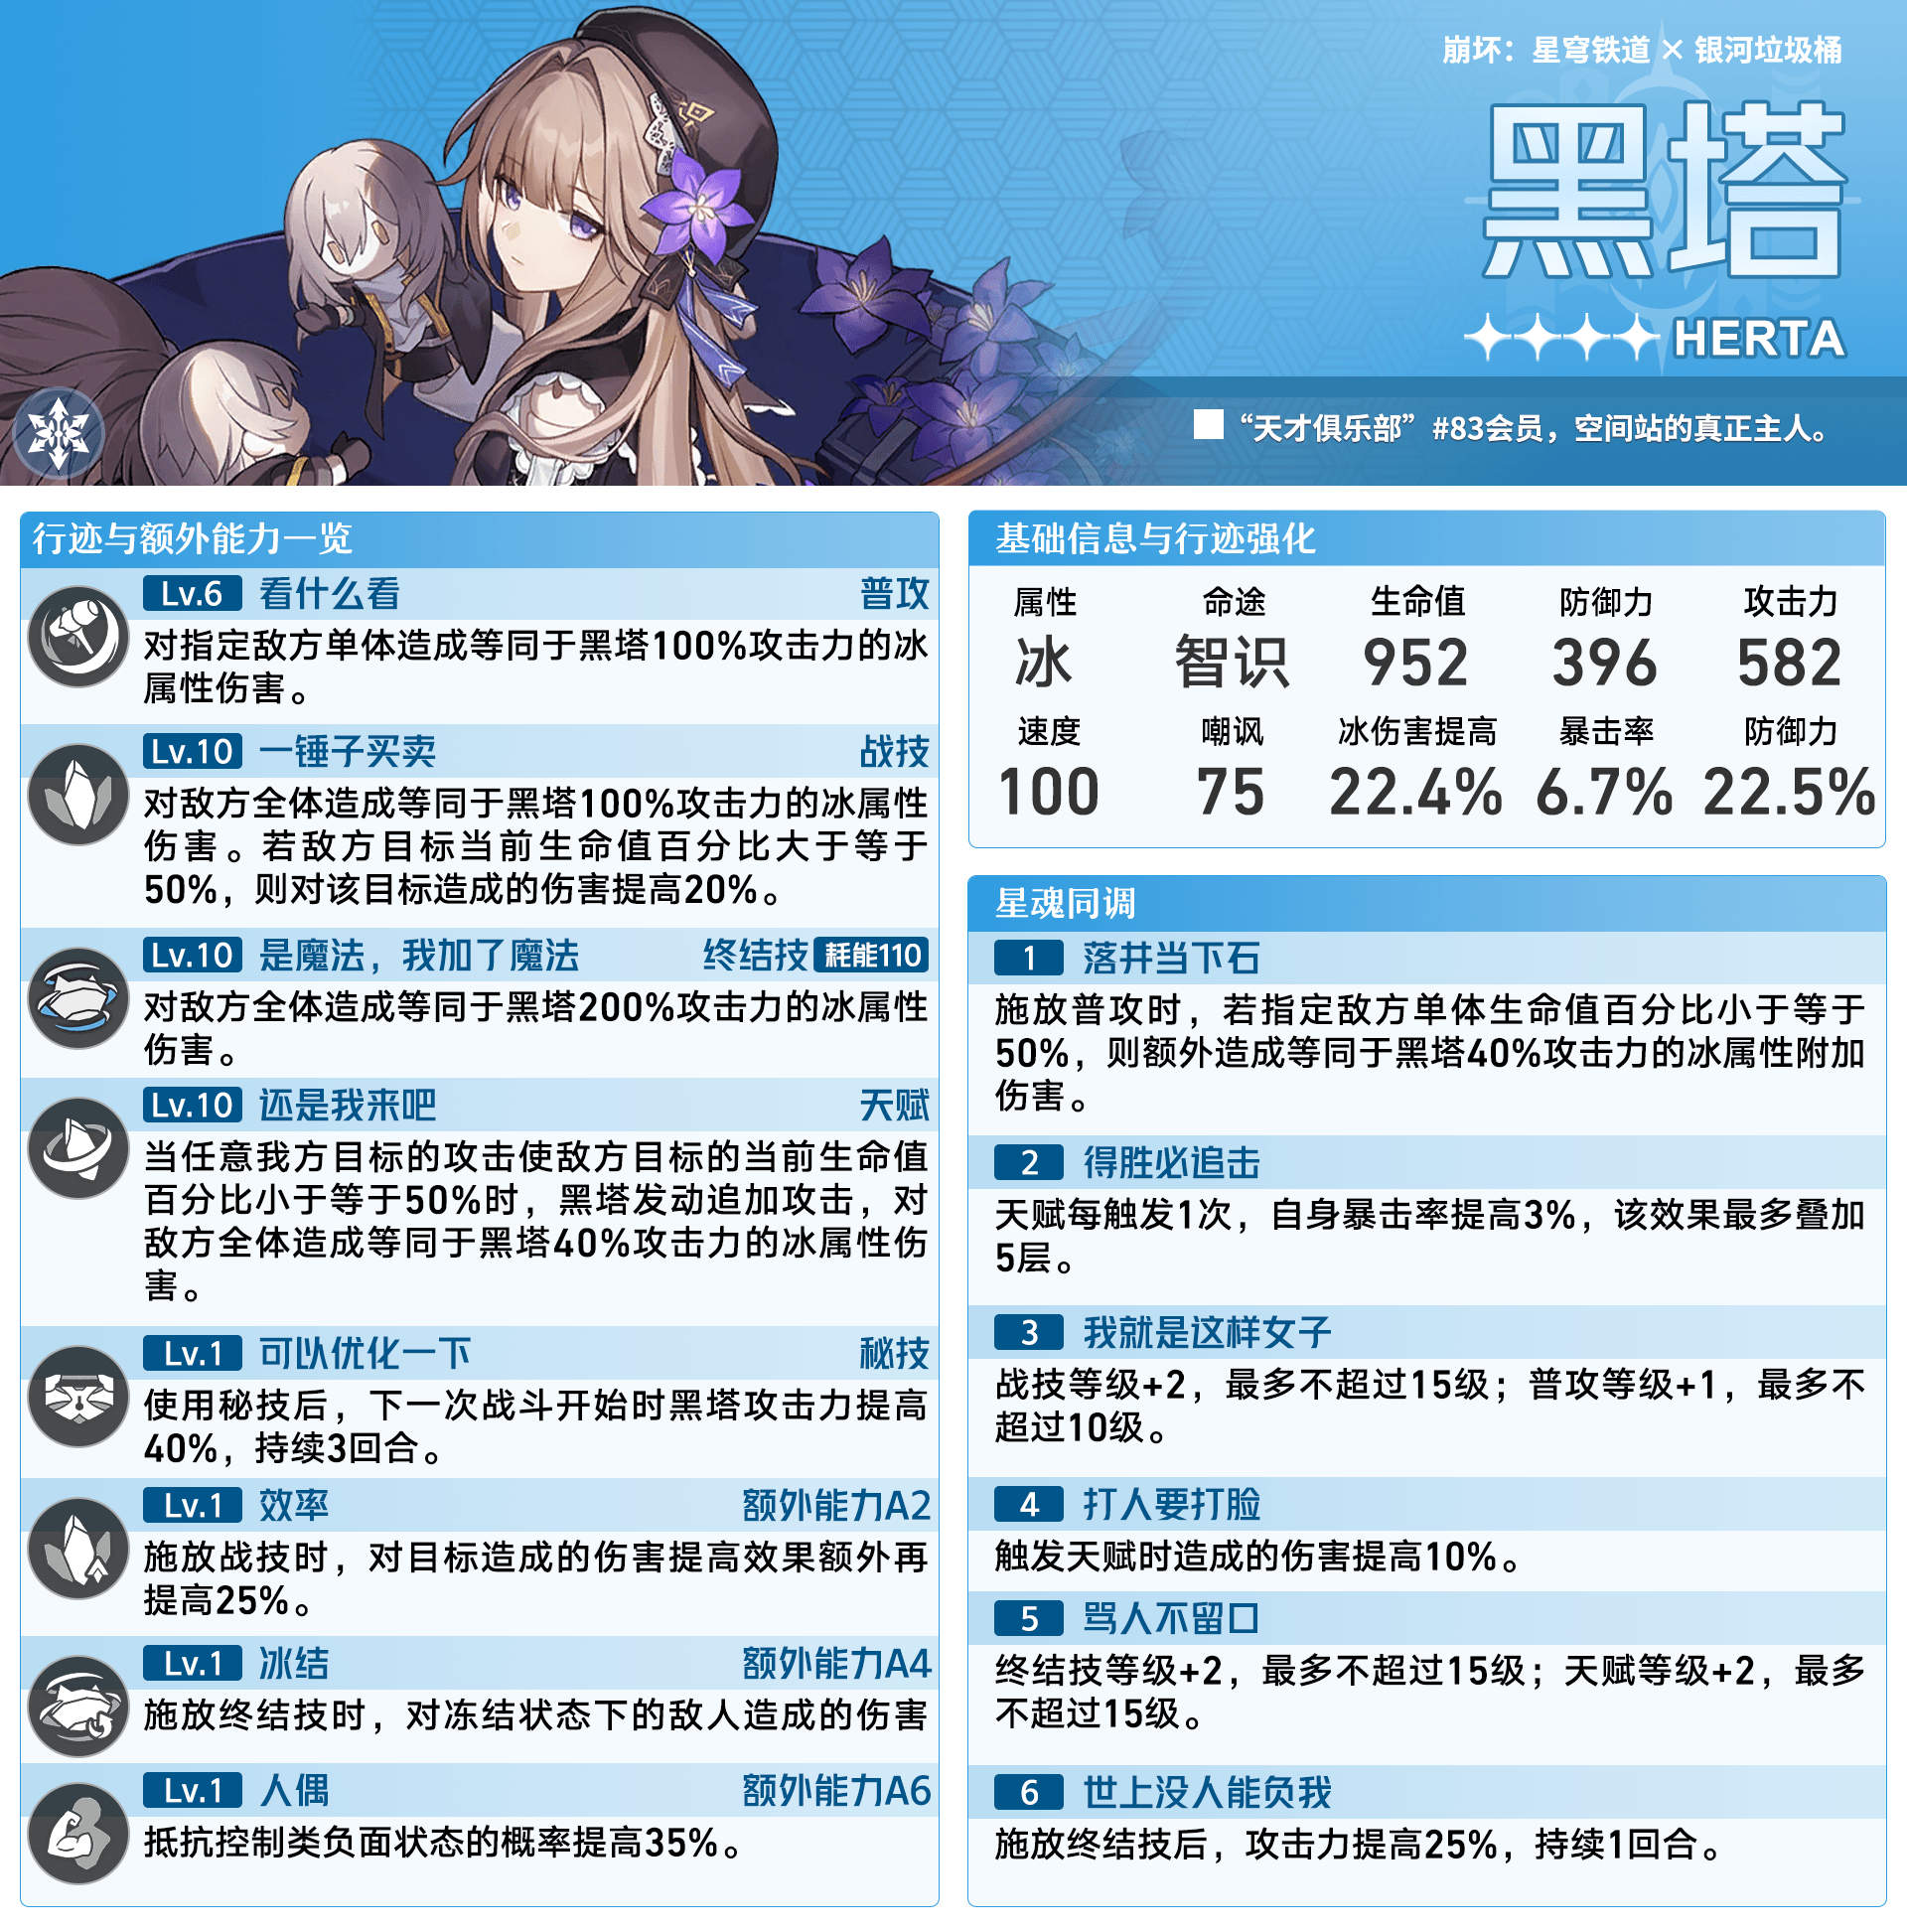 崩坏：星穹铁道 × 银河垃圾桶
黑塔
HERTA
“天才俱乐部”#83会员，空间站的真正主人。
行迹与额外能力一览
Lv.6 看什么看 普攻
对指定敌方单体造成等同于黑塔100%攻击力的冰
属性伤害。
Lv.10 一锤子买卖 战技
对敌方全体造成等同于黑塔100%攻击力的冰属性
伤害。若敌方目标当前生命值百分比大于等于
50%，则对该目标造成的伤害提高20%。
Lv.10 是魔法，我加了魔法 终结技 耗能110
对敌方全体造成等同于黑塔200%攻击力的冰属性
伤害。
Lv.10 还是我来吧 天赋
当任意我方目标的攻击使敌方目标的当前生命值
百分比小于等于50%时，黑塔发动追加攻击，对
敌方全体造成等同于黑塔40%攻击力的冰属性伤
害。
Lv.1 可以优化一下 秘技
使用秘技后，下一次战斗开始时黑塔攻击力提高
40%，持续3回合。
Lv.1 效率 额外能力A2
施放战技时，对目标造成的伤害提高效果额外再
提高25%。
Lv.1 冰结 额外能力A4
施放终结技时，对冻结状态下的敌人造成的伤害
Lv.1 人偶 额外能力A6
抵抗控制类负面状态的概率提高35%。
基础信息与行迹强化
属性 命途 生命值 防御力 攻击力
冰 智识 952 396 582
速度 嘲讽 冰伤害提高 暴击率 防御力
100 75 22.4% 6.7% 22.5%
星魂同调
1 落井当下石
施放普攻时，若指定敌方单体生命值百分比小于等于
50%，则额外造成等同于黑塔40%攻击力的冰属性附加
伤害。
2 得胜必追击
天赋每触发1次，自身暴击率提高3%，该效果最多叠加
5层。
3 我就是这样女子
战技等级+2，最多不超过15级；普攻等级+1，最多不
超过10级。
4 打人要打脸
触发天赋时造成的伤害提高10%。
5 骂人不留口
终结技等级+2，最多不超过15级；天赋等级+2，最多
不超过15级。
6 世上没人能负我
施放终结技后，攻击力提高25%，持续1回合。